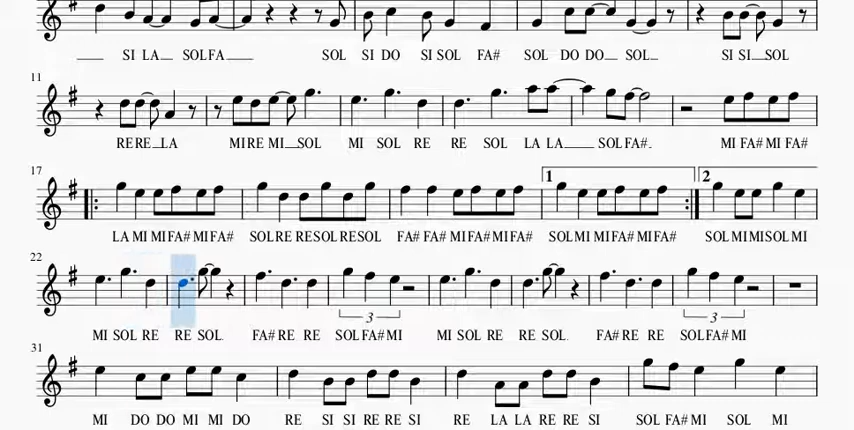 SI LA SOL FA SOL SI DO SI SOL FA# SOL DO DO SOL SI SI SOL
11
RE RE LA MI RE MI SOL MI SOL RE RE SOL LA LA SOL FA# MI FA# MI FA#
17
1 2
LA MI MI FA# MI FA# SOL RE RE SOL RE SOL FA# FA# MI FA# MI FA# SOL MI MI FA# MI FA# SOL MI MI SOL MI
22
3 3
MI SOL RE RE SOL FA# RE RE SOL FA# MI MI SOL RE RE SOL FA# RE RE SOL FA# MI
31
MI DO DO MI MI DO RE SI SI RE RE SI RE LA LA RE RE SI SOL FA# MI SOL MI